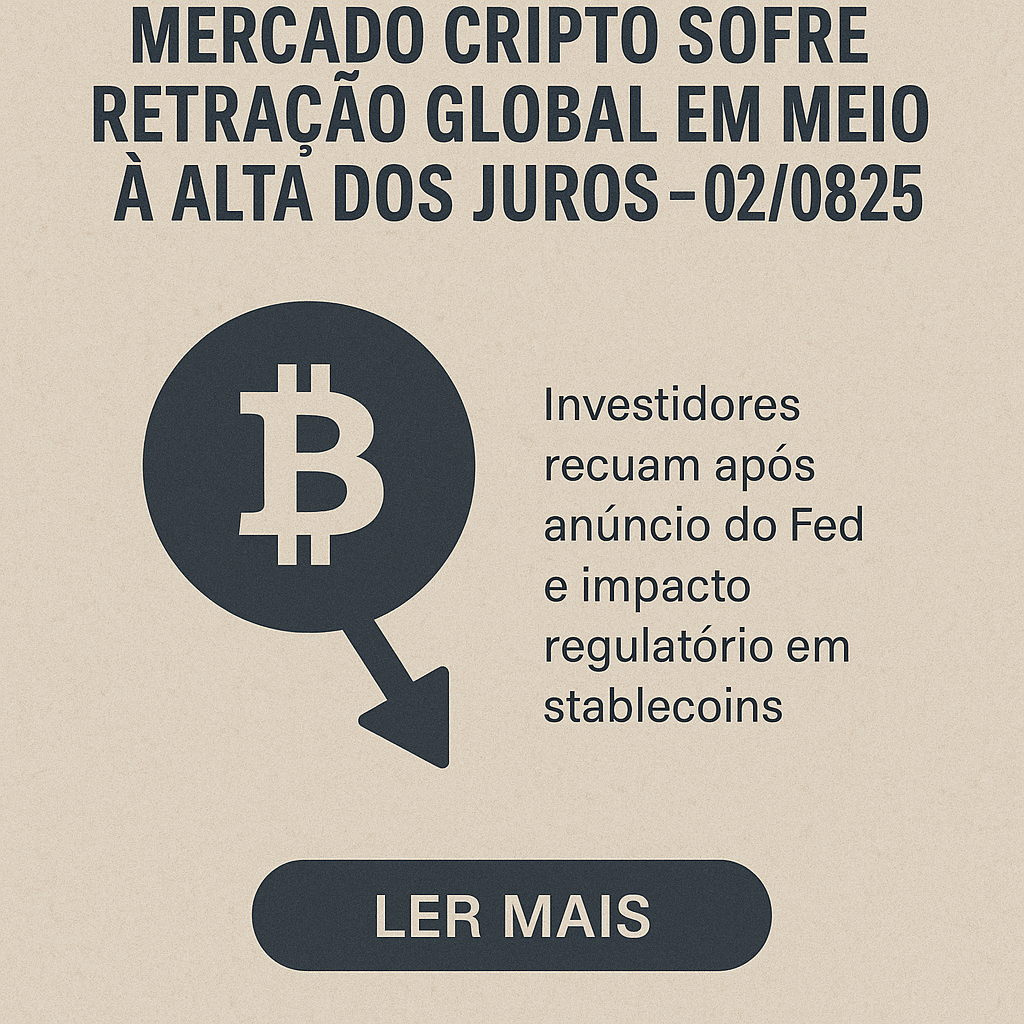 MERCADO CRIPTO SOFRE
RETRAÇÃO GLOBAL EM MEIO
À ALTA DOS JUROS–02/0825
Investidores
recuam após
anúncio do Fed
e impacto
regulatório em
stablecoins
LER MAIS